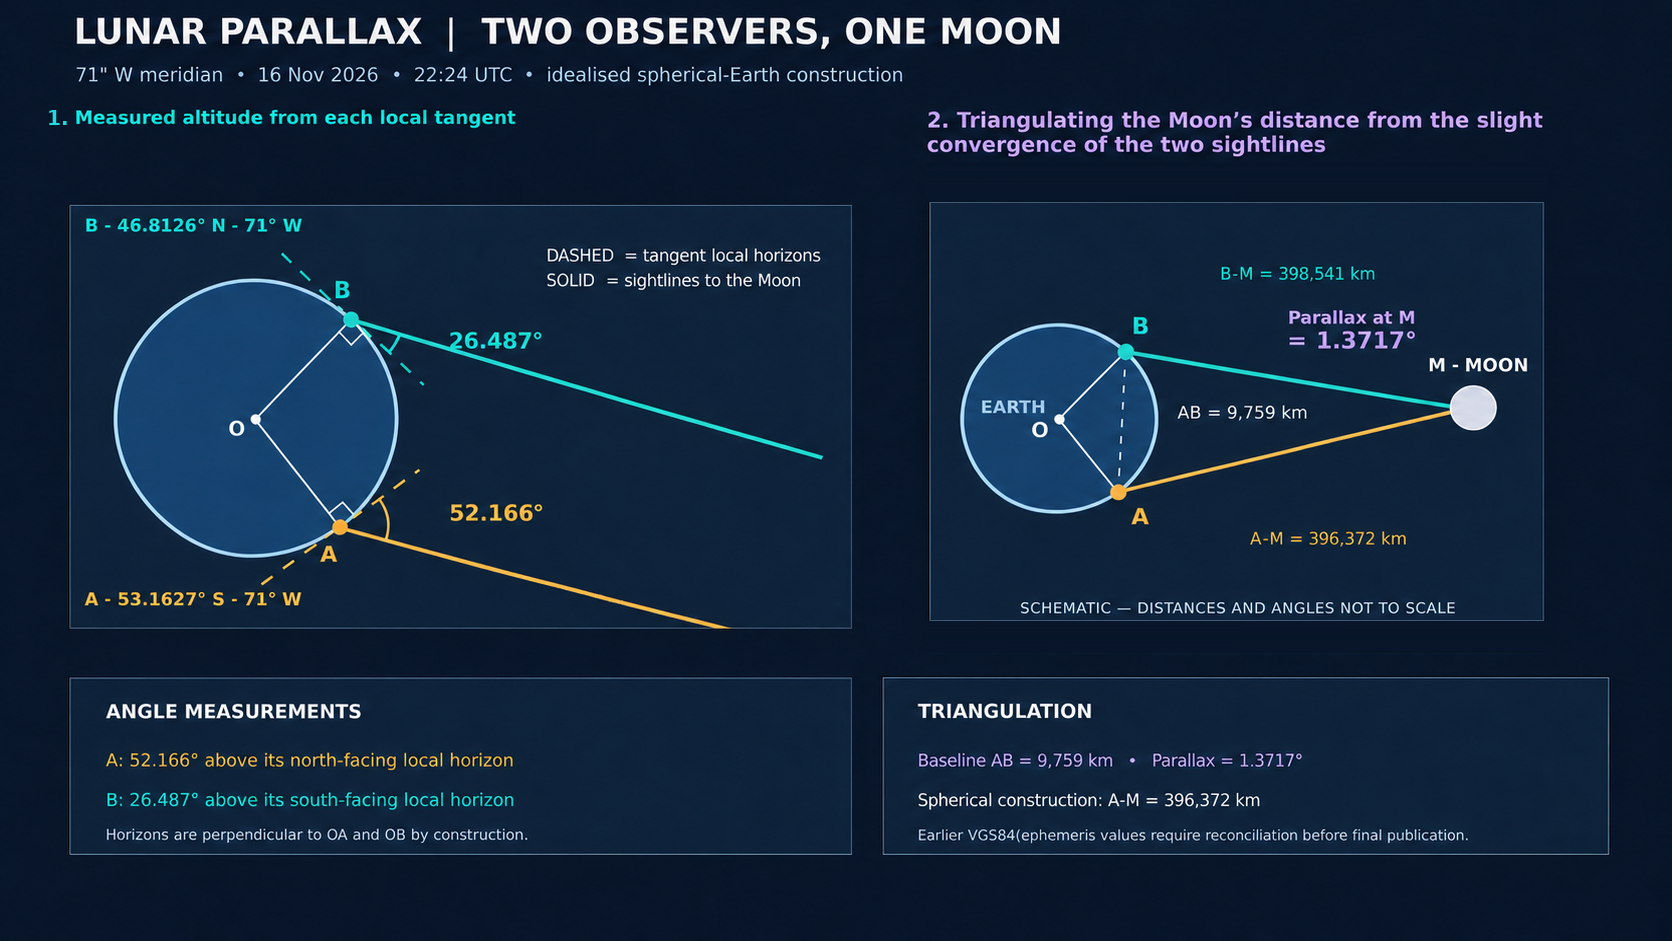 LUNAR PARALLAX | TWO OBSERVERS, ONE MOON
71" W meridian • 16 Nov 2026 • 22:24 UTC • idealised spherical-Earth construction
1. Measured altitude from each local tangent
B - 46.8126° N - 71° W
DASHED = tangent local horizons
SOLID = sightlines to the Moon
B
26.487°
O
52.166°
A
A - 53.1627° S - 71° W
2. Triangulating the Moon’s distance from the slight
convergence of the two sightlines
B-M = 398,541 km
Parallax at M
= 1.3717°
B
M - MOON
EARTH
AB = 9,759 km
O
A
A-M = 396,372 km
SCHEMATIC — DISTANCES AND ANGLES NOT TO SCALE
ANGLE MEASUREMENTS
A: 52.166° above its north-facing local horizon
B: 26.487° above its south-facing local horizon
Horizons are perpendicular to OA and OB by construction.
TRIANGULATION
Baseline AB = 9,759 km • Parallax = 1.3717°
Spherical construction: A-M = 396,372 km
Earlier VGS84(ephemeris values require reconciliation before final publication.